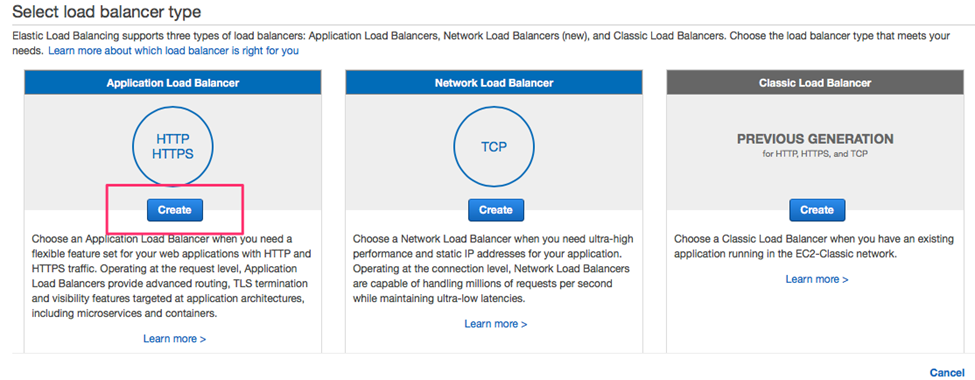 Select load balancer type
Elastic Load Balancing supports three types of load balancers: Application Load Balancers, Network Load Balancers (new), and Classic Load Balancers. Choose the load balancer type that meets your
needs. Learn more about which load balancer is right for you
Application Load Balancer
HTTP
HTTPS
Create
Choose an Application Load Balancer when you need a
flexible feature set for your web applications with HTTP and
HTTPS traffic. Operating at the request level, Application
Load Balancers provide advanced routing, TLS termination
and visibility features targeted at application architectures,
including microservices and containers.
Learn more >
Network Load Balancer
TCP
Create
Choose a Network Load Balancer when you need ultra-high
performance and static IP addresses for your application.
Operating at the connection level, Network Load Balancers
are capable of handling millions of requests per second
while maintaining ultra-low latencies.
Learn more >
Classic Load Balancer
PREVIOUS GENERATION
for HTTP, HTTPS, and TCP
Create
Choose a Classic Load Balancer when you have an existing
application running in the EC2-Classic network.
Learn more >
Cancel